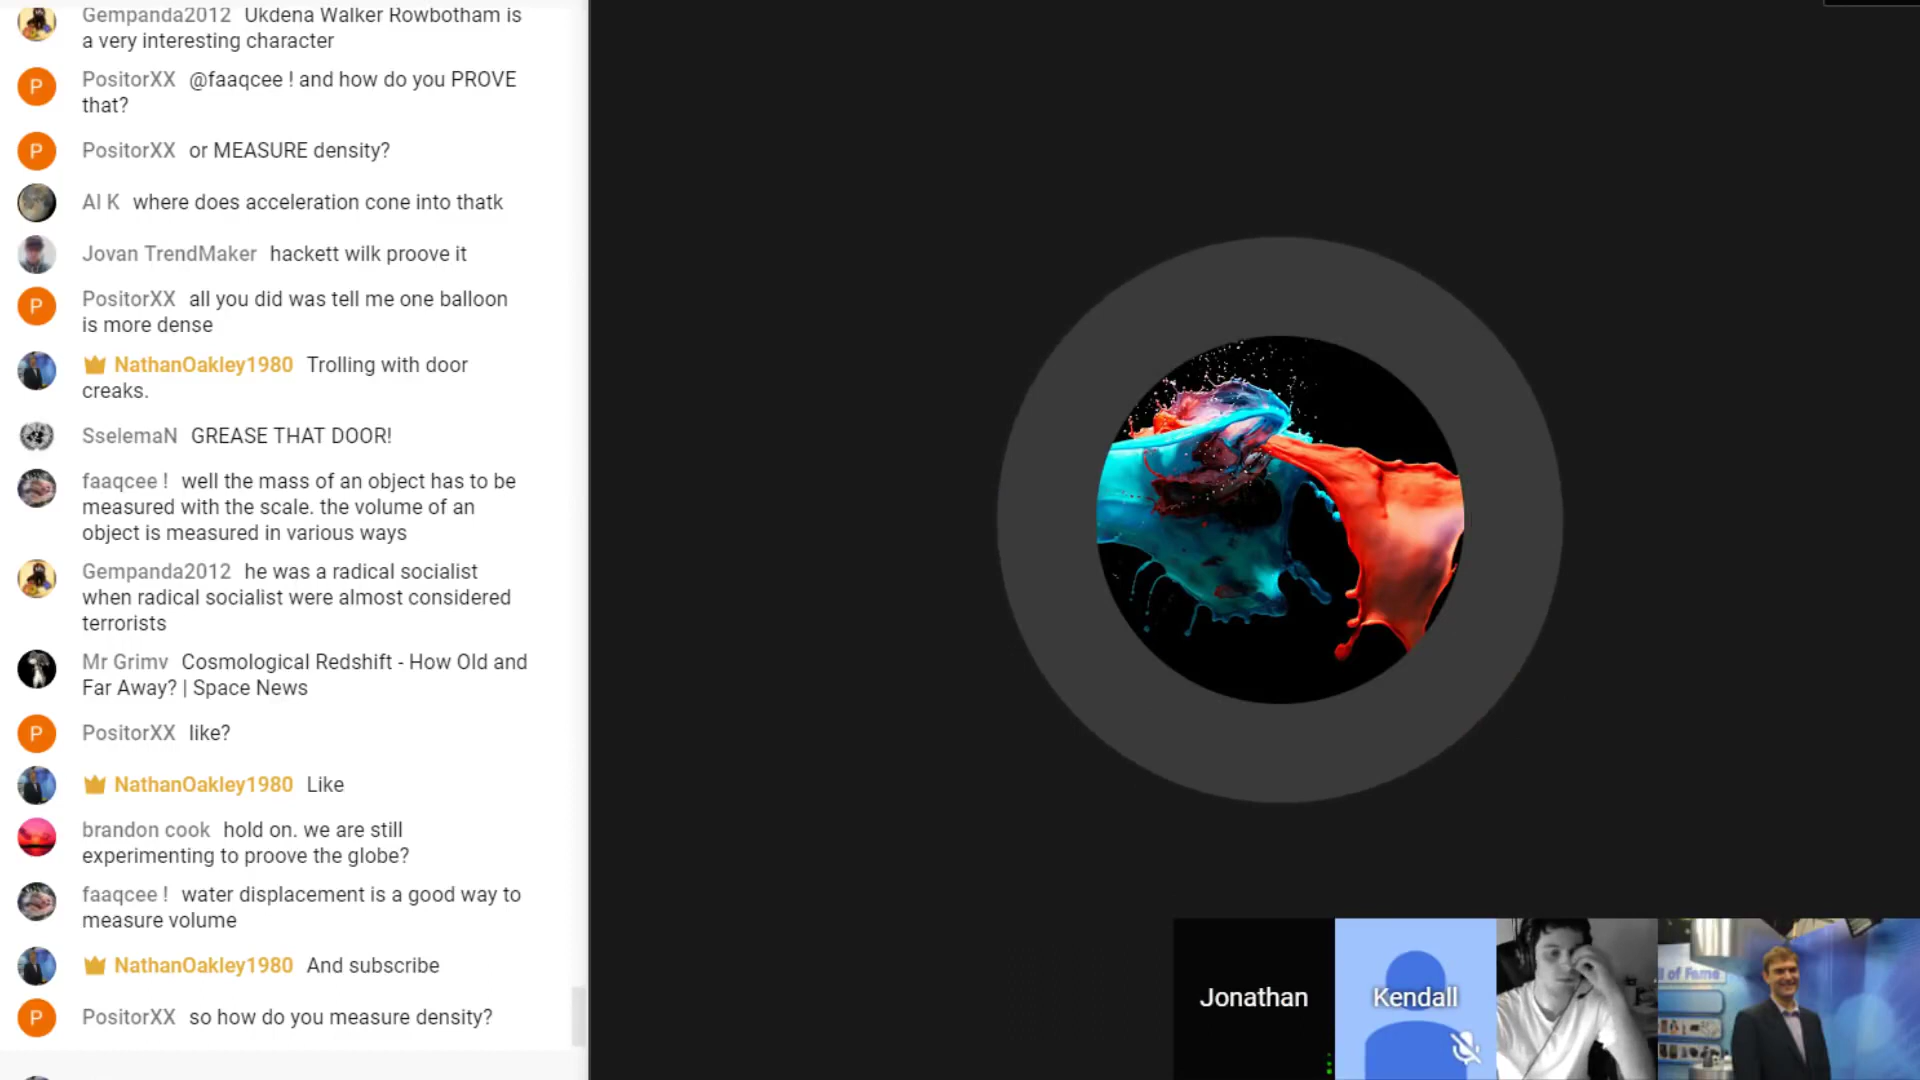 Gempanda2012 Ukdena Walker Rowbotham is
a very interesting character
P
PositorXX @faaqcee ! and how do you PROVE
that?
P
PositorXX or MEASURE density?
Al K where does acceleration cone into thatk
Jovan TrendMaker hackett wilk proove it
P
PositorXX all you did was tell me one balloon
is more dense
NathanOakley1980 Trolling with door
creaks.
SselemaN GREASE THAT DOOR!
faaqcee ! well the mass of an object has to be
measured with the scale. the volume of an
object is measured in various ways
Gempanda2012 he was a radical socialist
when radical socialist were almost considered
terrorists
Mr Grimv Cosmological Redshift - How Old and
Far Away? | Space News
P
PositorXX like?
NathanOakley1980 Like
brandon cook hold on. we are still
experimenting to proove the globe?
faaqcee ! water displacement is a good way to
measure volume
NathanOakley1980 And subscribe
P
PositorXX so how do you measure density?
Jonathan
Kendall
l of Fame